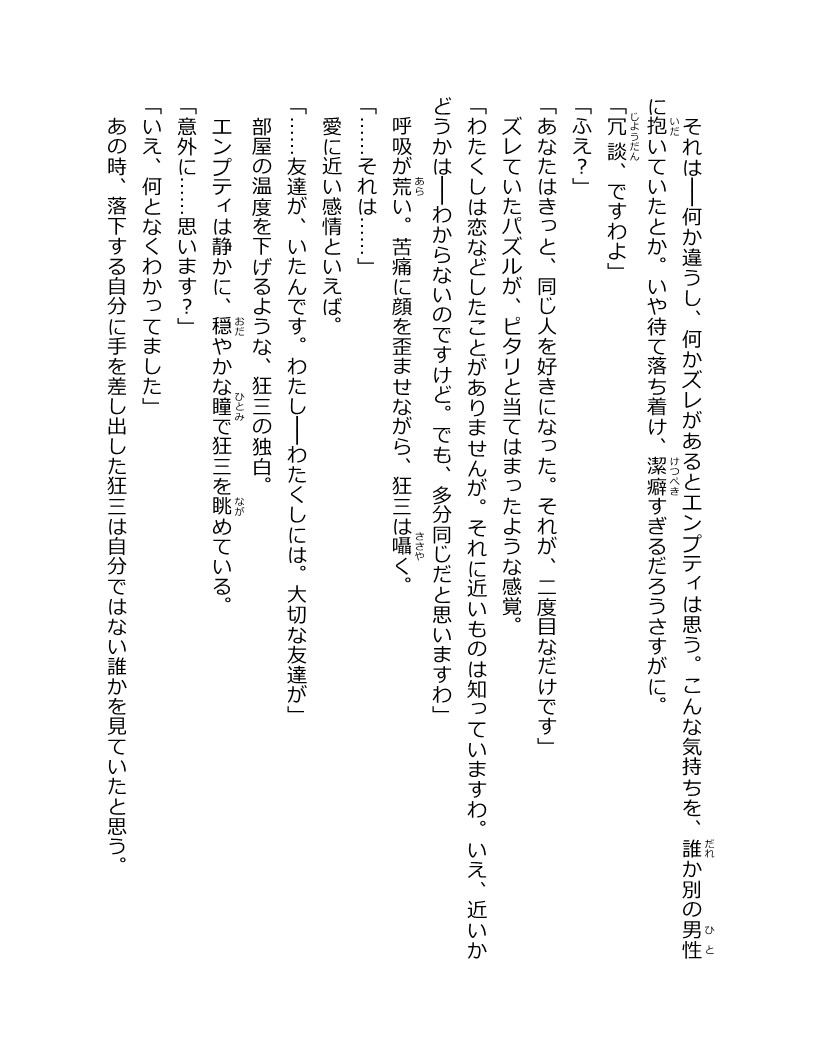 それは――何か違うし、何かズレがあるとエンプティは思う。こんな気持ちを、誰か別の男性
に抱いていたとか。いや待て落ち着け、潔癖すぎるだろうさすがに。
「冗談、ですわよ」
「ふえ？」
「あなたはきっと、同じ人を好きになった。それが、二度目なだけです」
ズレていたパズルが、ピタリと当てはまったような感覚。
「わたくしは恋などしたことがありませんが。それに近いものは知っていますわ。いえ、近いか
どうかは――わからないのですけど。でも、多分同じだと思いますわ」
呼吸が荒い。苦痛に顔を歪ませながら、狂三は囁く。
「……それは……」
愛に近い感情といえば。
「……友達が、いたんです。わたし――わたくしには。大切な友達が」
部屋の温度を下げるような、狂三の独白。
エンプティは静かに、穏やかな瞳で狂三を眺めている。
「意外に……思います？」
「いえ、何となくわかってました」
あの時、落下する自分に手を差し出した狂三は自分ではない誰かを見ていたと思う。